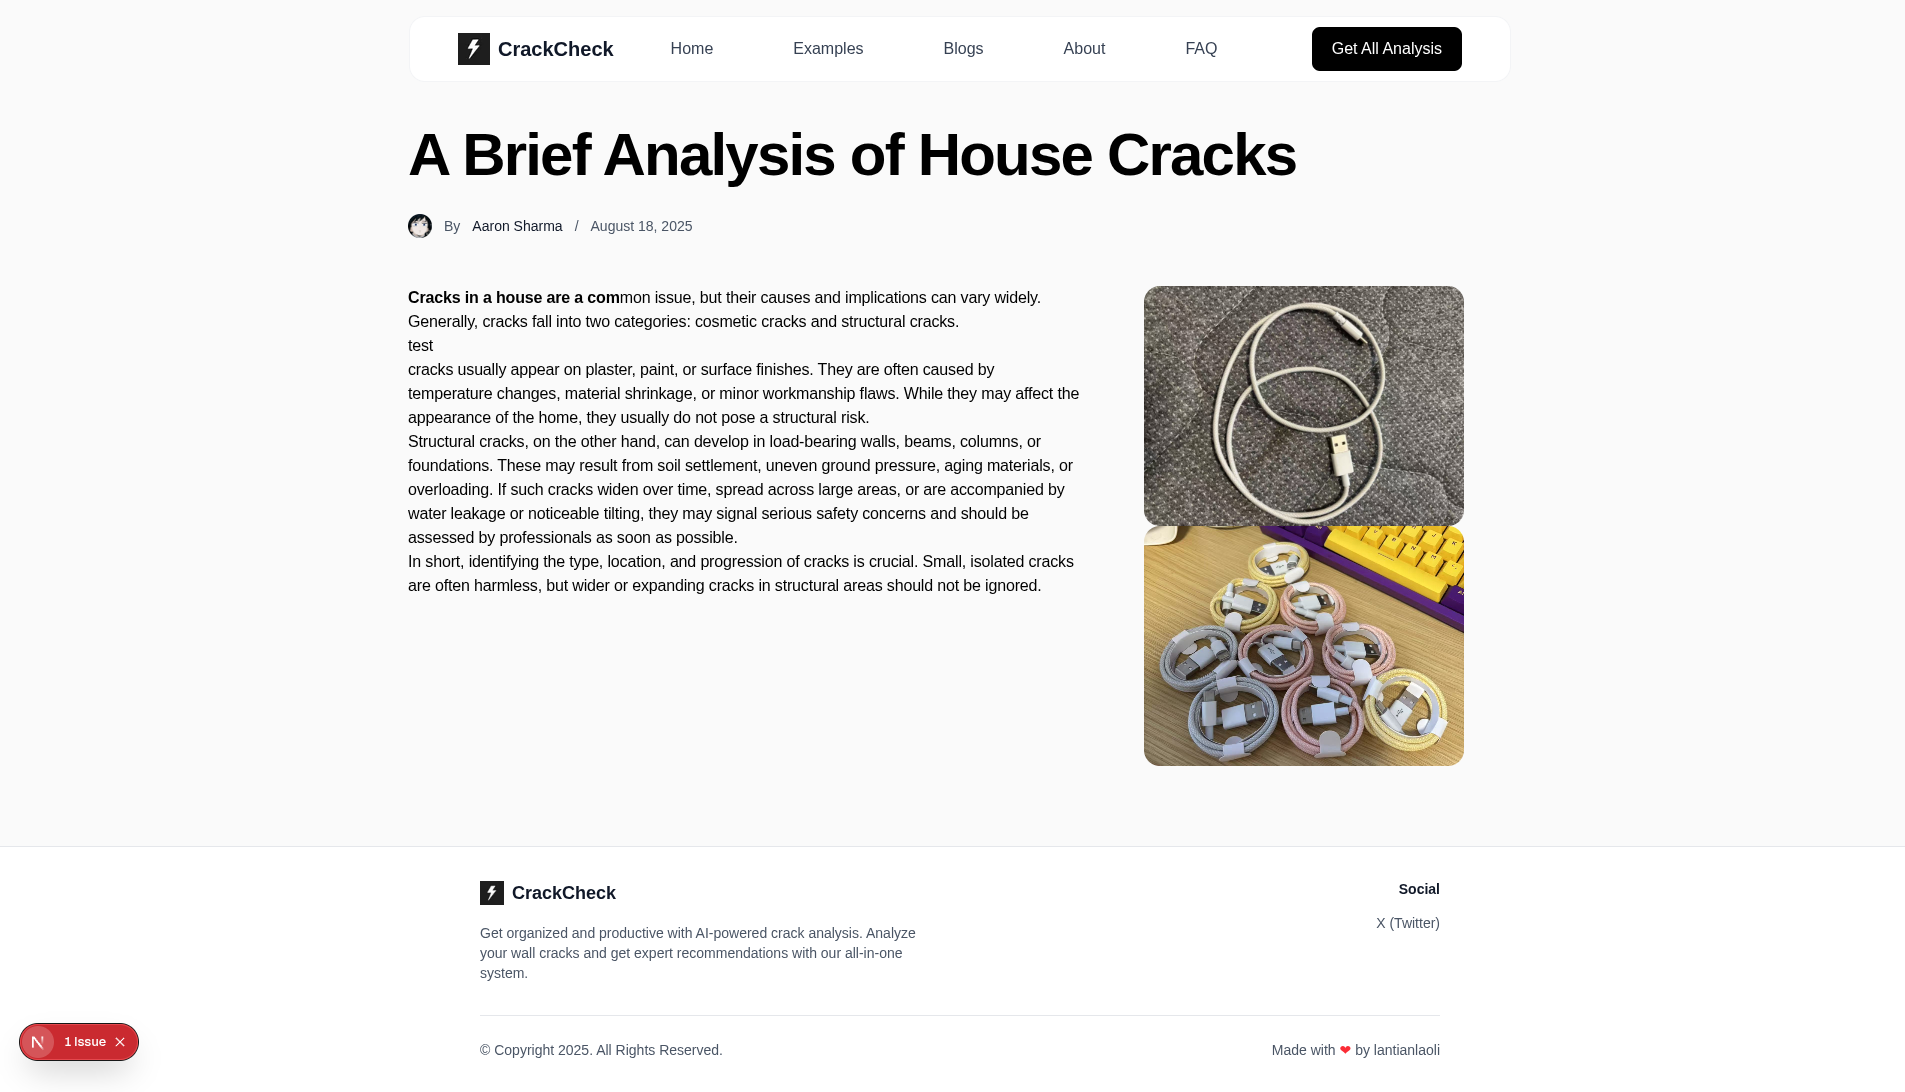 CrackCheck
Home
Examples
Blogs
About
FAQ
Get All Analysis
A Brief Analysis of House Cracks
By Aaron Sharma / August 18, 2025
Cracks in a house are a common issue, but their causes and implications can vary widely.
Generally, cracks fall into two categories: cosmetic cracks and structural cracks.
test
cracks usually appear on plaster, paint, or surface finishes. They are often caused by
temperature changes, material shrinkage, or minor workmanship flaws. While they may affect the
appearance of the home, they usually do not pose a structural risk.
Structural cracks, on the other hand, can develop in load-bearing walls, beams, columns, or
foundations. These may result from soil settlement, uneven ground pressure, aging materials, or
overloading. If such cracks widen over time, spread across large areas, or are accompanied by
water leakage or noticeable tilting, they may signal serious safety concerns and should be
assessed by professionals as soon as possible.
In short, identifying the type, location, and progression of cracks is crucial. Small, isolated cracks
are often harmless, but wider or expanding cracks in structural areas should not be ignored.
CrackCheck
Get organized and productive with AI-powered crack analysis. Analyze
your wall cracks and get expert recommendations with our all-in-one
system.
Social
X (Twitter)
© Copyright 2025. All Rights Reserved.
Made with ❤ by lantianlaoli
N 1 Issue